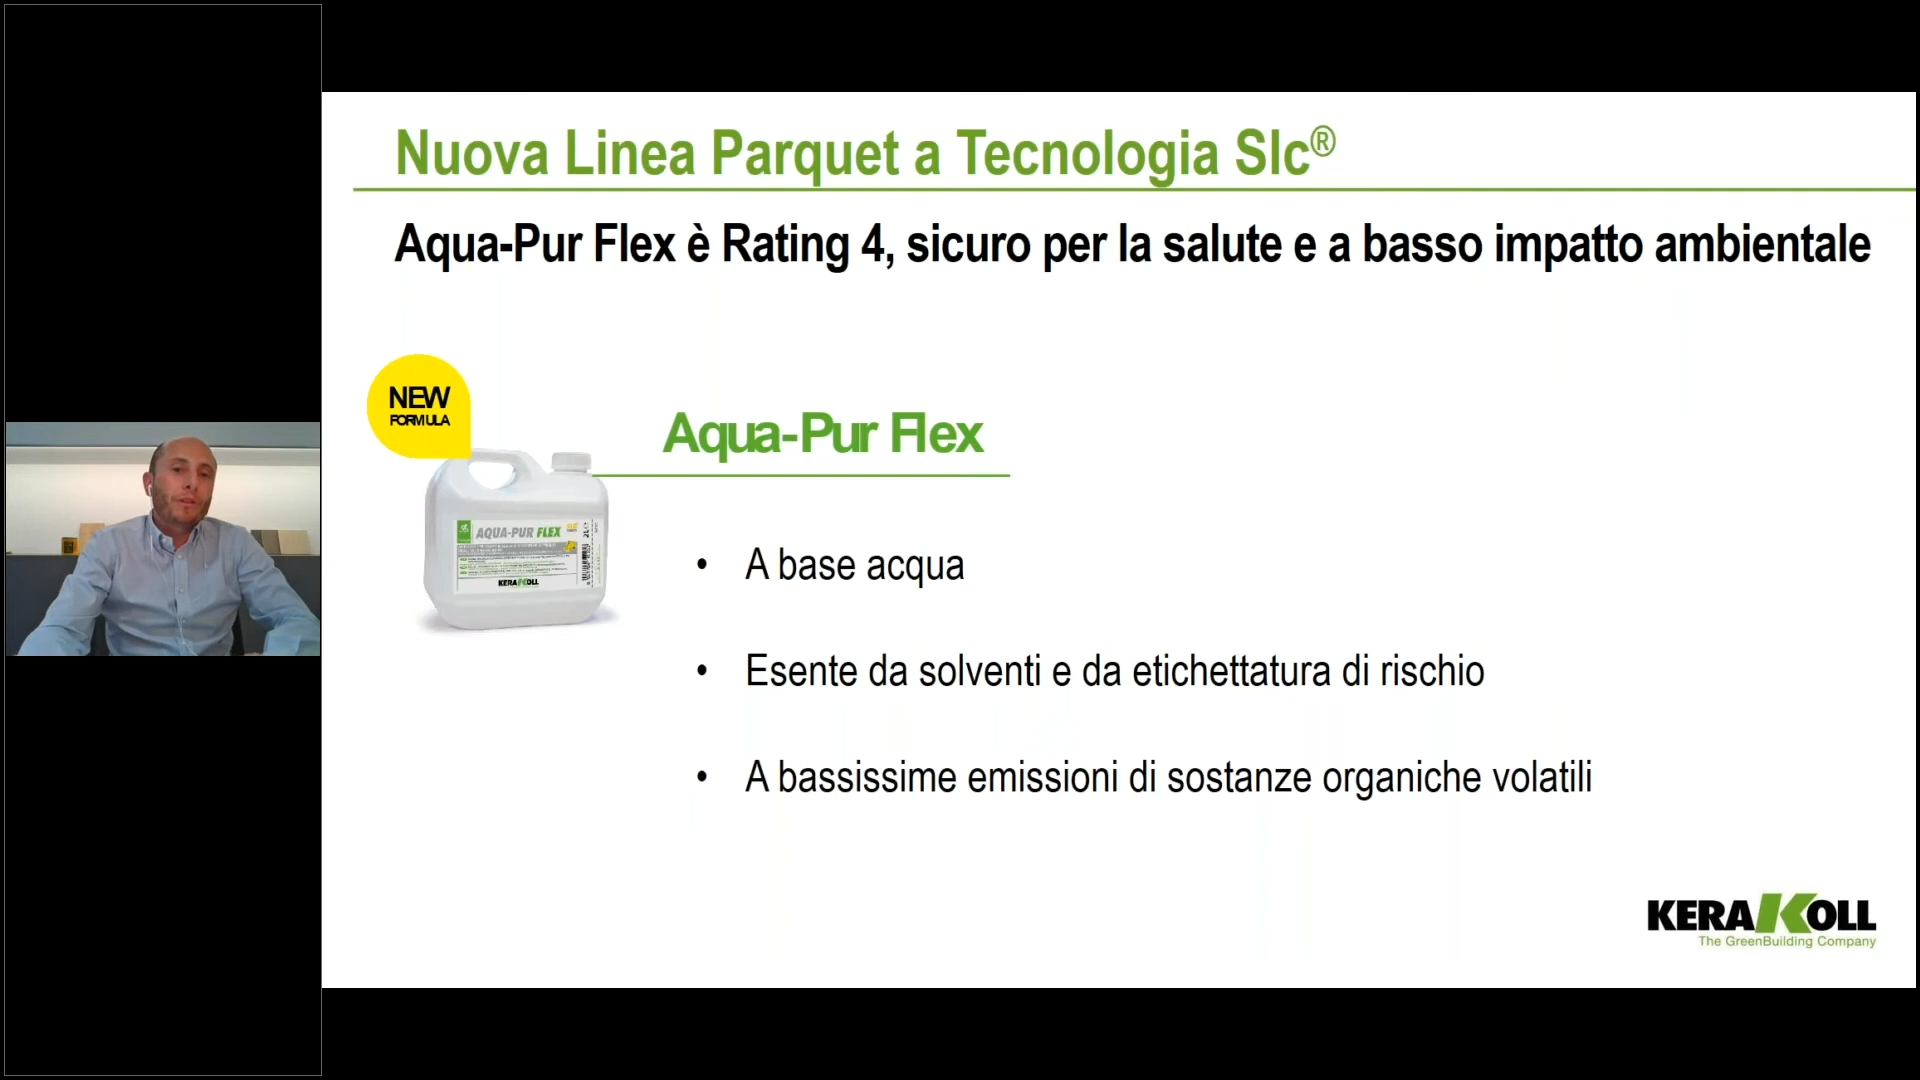 Nuova Linea Parquet a Tecnologia Slc®
Aqua-Pur Flex è Rating 4, sicuro per la salute e a basso impatto ambientale
NEW
FORMULA
Aqua-Pur Flex
AQUA-PUR FLEX
KERAKOLL
• A base acqua
• Esente da solventi e da etichettatura di rischio
• A bassissime emissioni di sostanze organiche volatili
KERAKOLL
The GreenBuilding Company